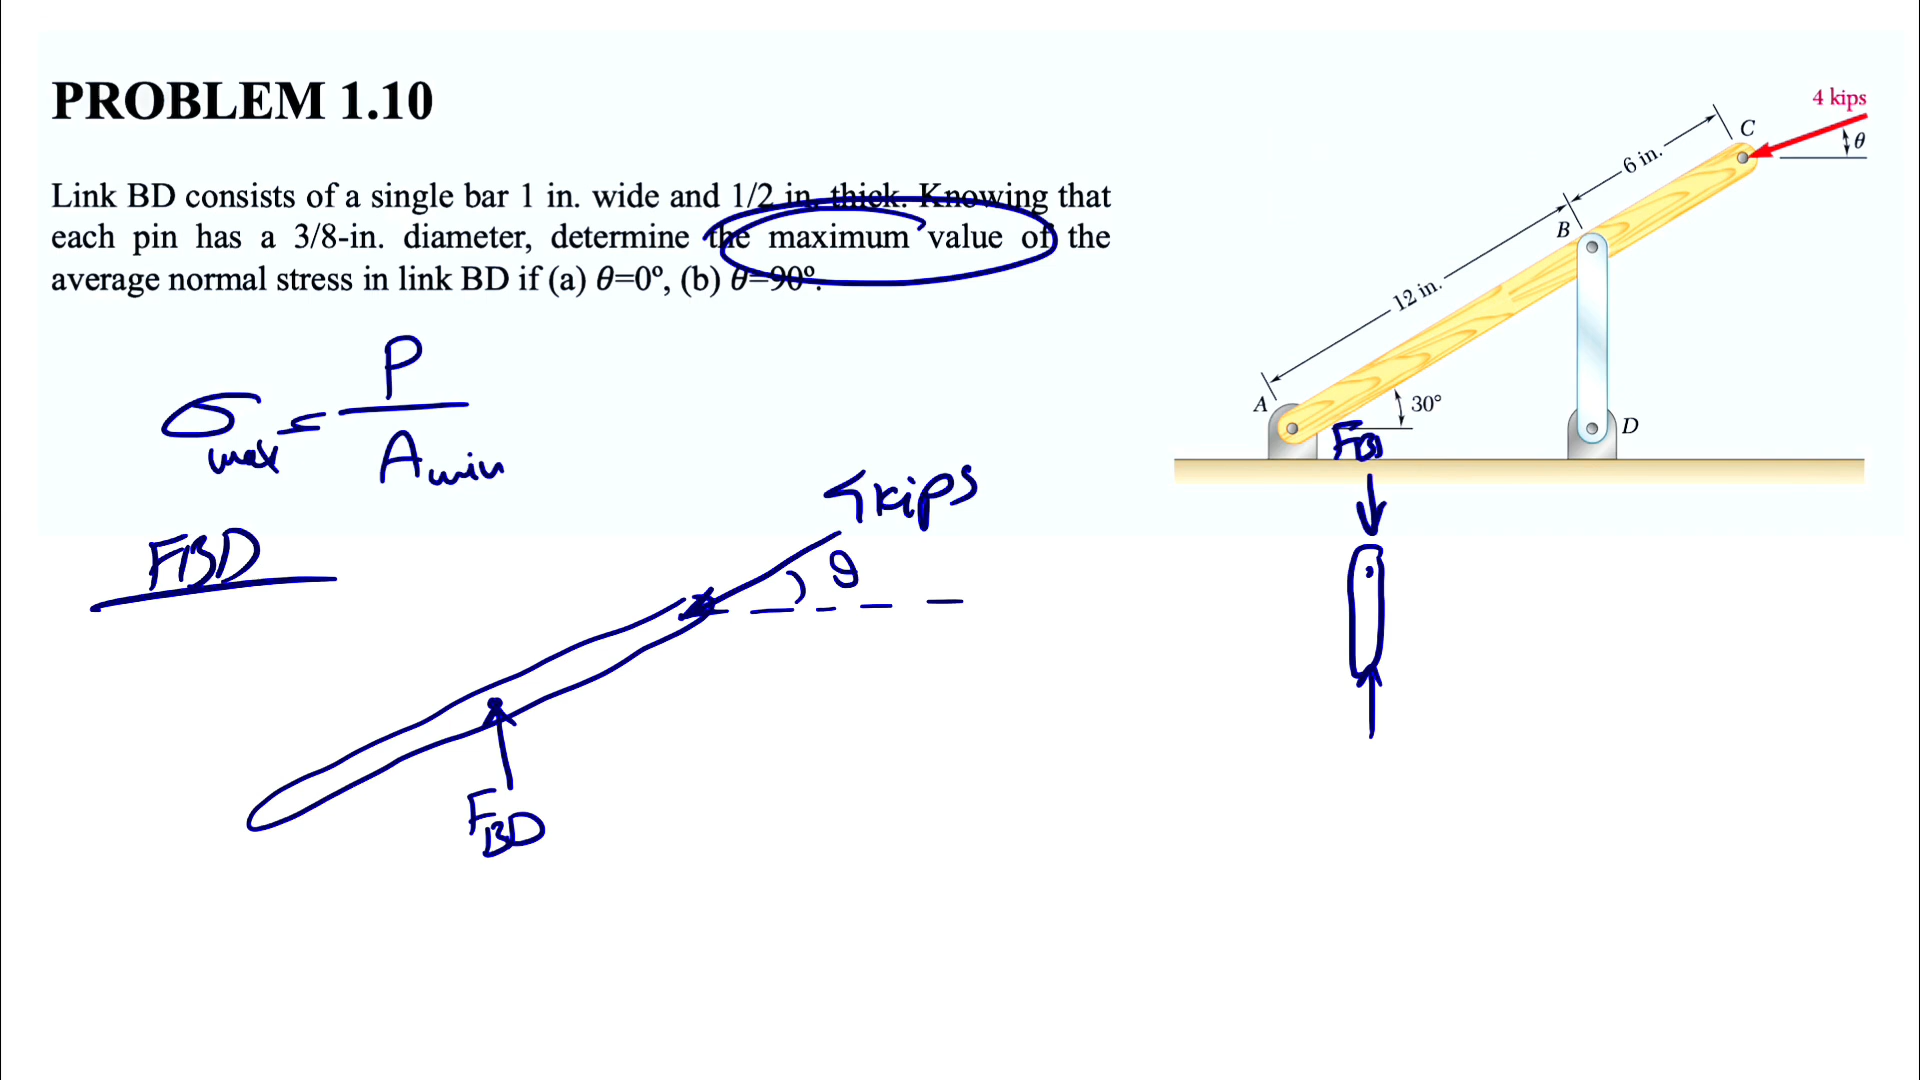 PROBLEM 1.10
Link BD consists of a single bar 1 in. wide and 1/2 in. thick. Knowing that
each pin has a 3/8-in. diameter, determine the maximum value of the
average normal stress in link BD if (a) θ=0º, (b) θ=90º.
4 kips
θ
C
6 in.
B
12 in.
A
30°
D
σmax = P
Amin
FBD
4kips
θ
FBD
FBD